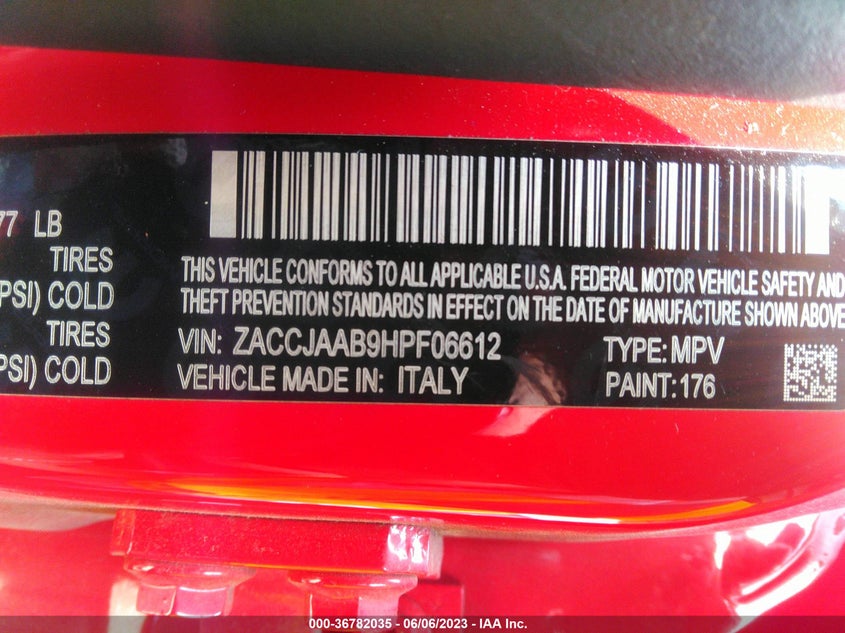 77 LB
TIRES
PSI) COLD
TIRES
PSI) COLD
THIS VEHICLE CONFORMS TO ALL APPLICABLE U.S.A. FEDERAL MOTOR VEHICLE SAFETY AND
THEFT PREVENTION STANDARDS IN EFFECT ON THE DATE OF MANUFACTURE SHOWN ABOVE
VIN: ZACCJAAB9HPF06612 TYPE: MPV
VEHICLE MADE IN: ITALY PAINT: 176
000-36782035 - 06/06/2023 - IAA Inc.